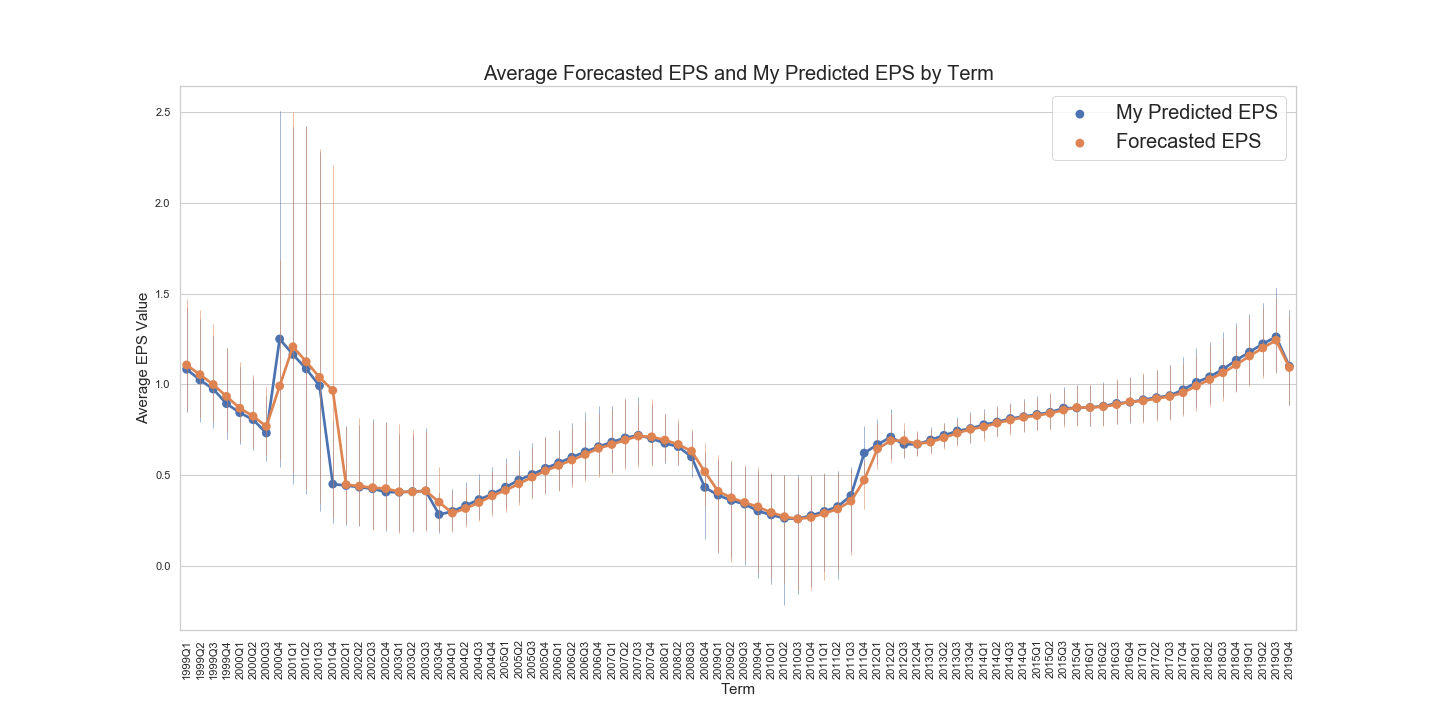 Average Forecasted EPS and My Predicted EPS by Term
My Predicted EPS
Forecasted EPS
Average EPS Value
2.5
2.0
1.5
1.0
0.5
0.0
1999Q1
1999Q2
1999Q3
1999Q4
2000Q1
2000Q2
2000Q3
2000Q4
2001Q1
2001Q2
2001Q3
2001Q4
2002Q1
2002Q2
2002Q3
2002Q4
2003Q1
2003Q2
2003Q3
2003Q4
2004Q1
2004Q2
2004Q3
2004Q4
2005Q1
2005Q2
2005Q3
2005Q4
2006Q1
2006Q2
2006Q3
2006Q4
2007Q1
2007Q2
2007Q3
2007Q4
2008Q1
2008Q2
2008Q3
2008Q4
2009Q1
2009Q2
2009Q3
2009Q4
2010Q1
2010Q2
2010Q3
2010Q4
2011Q1
2011Q2
2011Q3
2011Q4
2012Q1
2012Q2
2012Q3
2012Q4
2013Q1
2013Q2
2013Q3
2013Q4
2014Q1
2014Q2
2014Q3
2014Q4
2015Q1
2015Q2
2015Q3
2015Q4
2016Q1
2016Q2
2016Q3
2016Q4
2017Q1
2017Q2
2017Q3
2017Q4
2018Q1
2018Q2
2018Q3
2018Q4
2019Q1
2019Q2
2019Q3
2019Q4
Term